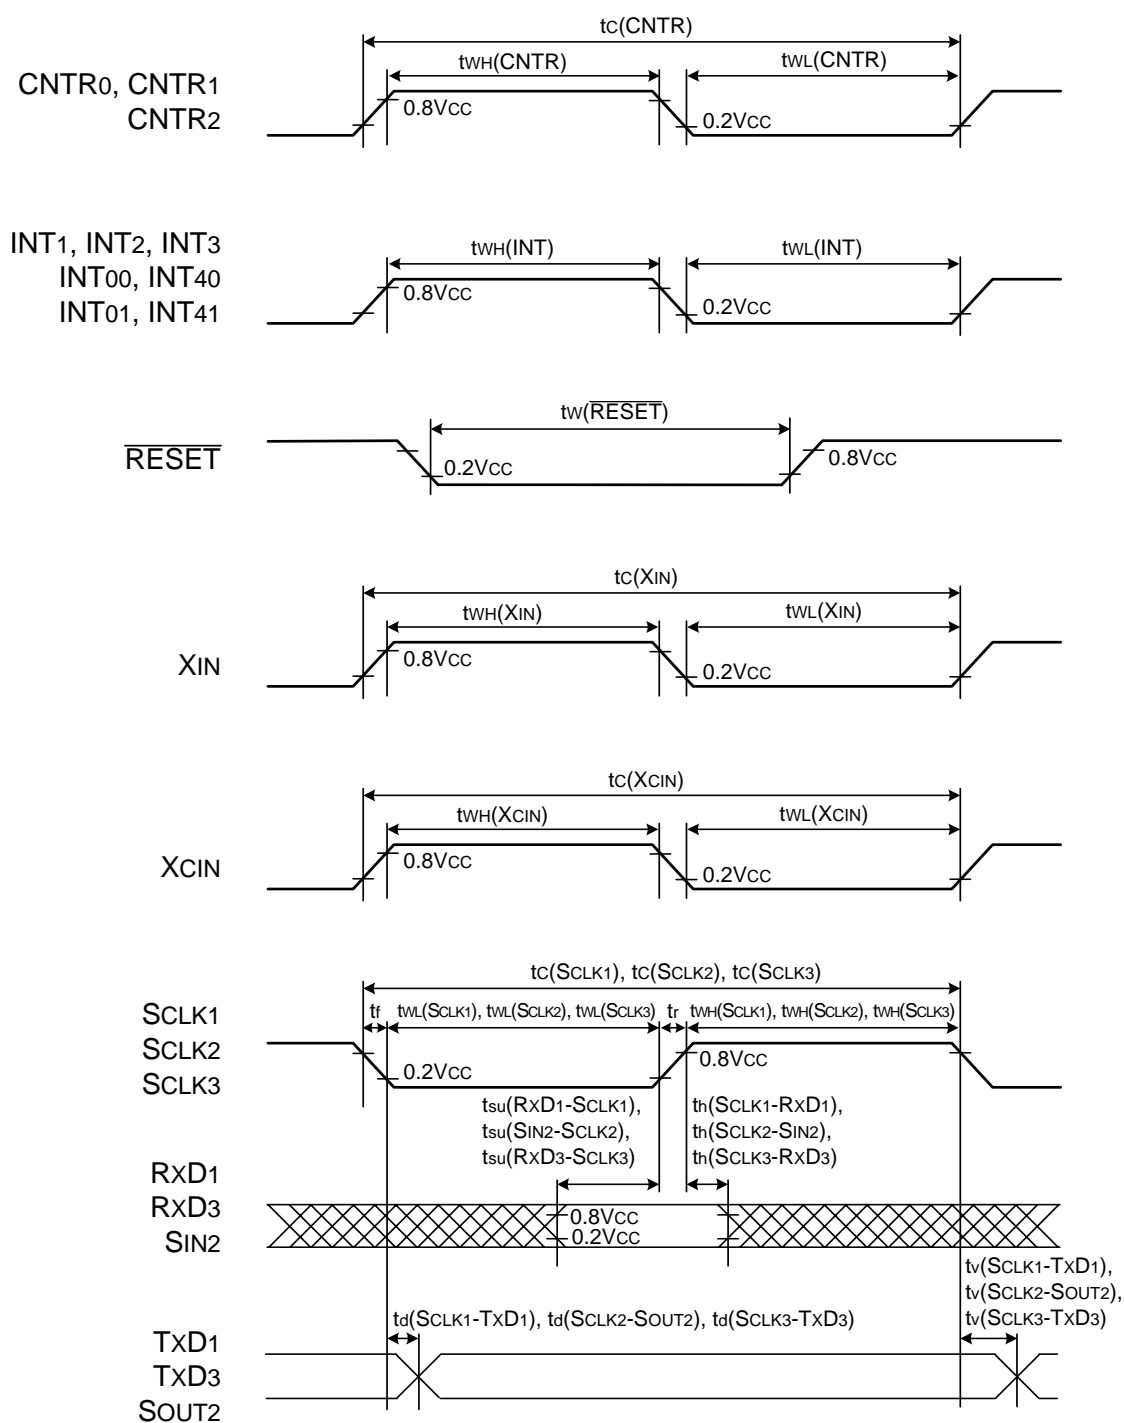 tC(CNTR)
tWH(CNTR)
tWL(CNTR)
CNTR0, CNTR1
CNTR2
0.8VCC
0.2VCC
INT1, INT2, INT3
INT00, INT40
INT01, INT41
tWH(INT)
tWL(INT)
0.8VCC
0.2VCC
tW(RESET)
RESET
0.2VCC
0.8VCC
tC(XIN)
tWH(XIN)
tWL(XIN)
XIN
0.8VCC
0.2VCC
tC(XCIN)
tWH(XCIN)
tWL(XCIN)
XCIN
0.8VCC
0.2VCC
tC(SCLK1), tC(SCLK2), tC(SCLK3)
SCLK1
SCLK2
SCLK3
tf
tWL(SCLK1), tWL(SCLK2), tWL(SCLK3)
tr
tWH(SCLK1), tWH(SCLK2), tWH(SCLK3)
0.2VCC
0.8VCC
tsu(RXD1-SCLK1),
tsu(SIN2-SCLK2),
tsu(RXD3-SCLK3)
th(SCLK1-RXD1),
th(SCLK2-SIN2),
th(SCLK3-RXD3)
RXD1
RXD3
SIN2
0.8VCC
0.2VCC
tv(SCLK1-TXD1),
tv(SCLK2-SOUT2),
tv(SCLK3-TXD3)
td(SCLK1-TXD1), td(SCLK2-SOUT2), td(SCLK3-TXD3)
TXD1
TXD3
SOUT2